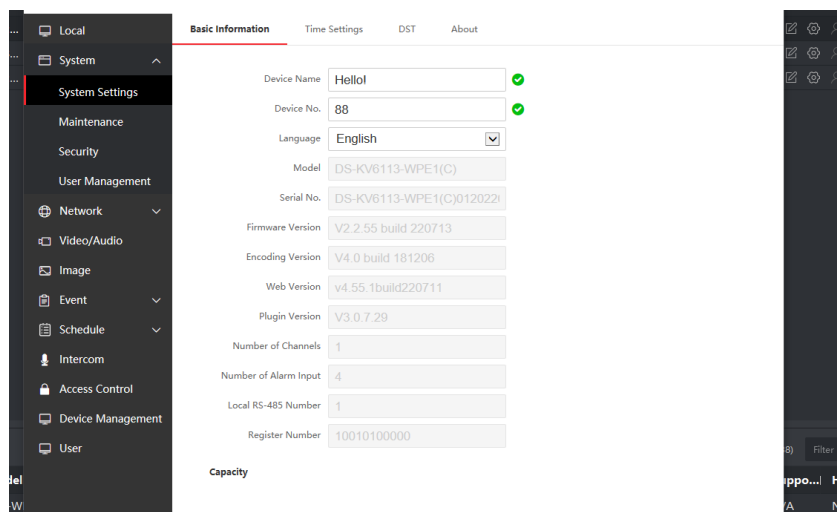 Local
System
System Settings
Maintenance
Security
User Management
Network
Video/Audio
Image
Event
Schedule
Intercom
Access Control
Device Management
User
Basic Information Time Settings DST About
Device Name Hello!
Device No. 88
Language English
Model DS-KV6113-WPE1(C)
Serial No. DS-KV6113-WPE1(C)012022
Firmware Version V2.2.55 build 220713
Encoding Version V4.0 build 181206
Web Version v4.55.1build220711
Plugin Version V3.0.7.29
Number of Channels 1
Number of Alarm Input 4
Local RS-485 Number 1
Register Number 10010100000
Capacity
Filter